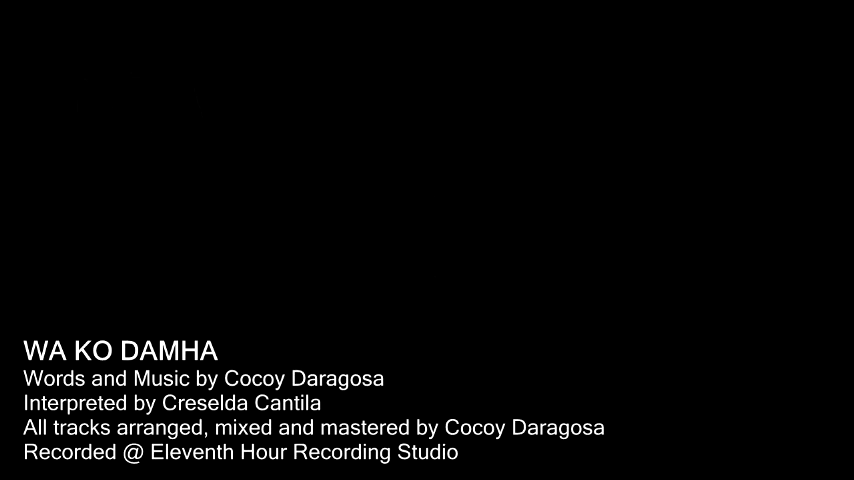 WA KO DAMHA
Words and Music by Cocoy Daragosa
Interpreted by Creselda Cantila
All tracks arranged, mixed and mastered by Cocoy Daragosa
Recorded @ Eleventh Hour Recording Studio